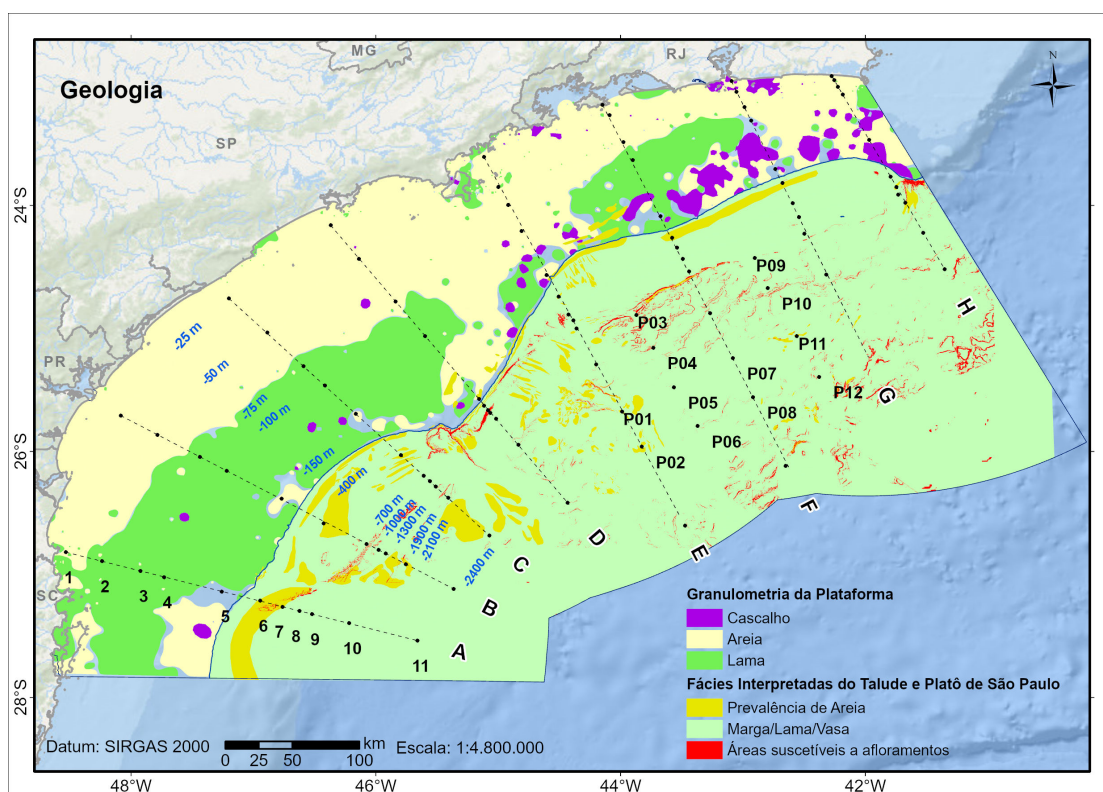 MG
RJ
N
Geologia
SP
24°S
-25 m
P09
P10
H
P03
PR
-50 m
P11
P04
-75 m
-100 m
P07
P12
G
P05
P01
P08
26°S
P06
-150 m
P02
-400 m
-700 m
-1000 m
-1300 m
-1900 m
-2100 m
F
D
E
C
-2400 m
1
2
3
4
SC
5
B
6
7
8
9
10
A
11
Granulometria da Plataforma
Cascalho
Areia
Lama
Fácies Interpretadas do Talude e Platô de São Paulo
Prevalência de Areia
Marga/Lama/Vasa
Áreas suscetíveis a afloramentos
28°S
Datum: SIRGAS 2000
km
Escala: 1:4.800.000
0 25 50 100
48°W 46°W 44°W 42°W